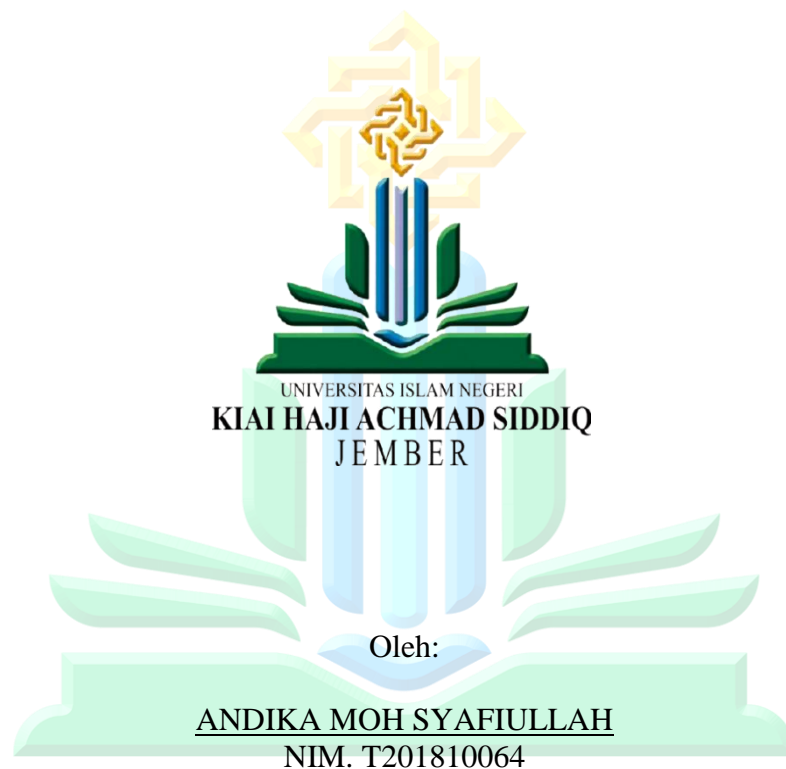 UNIVERSITAS ISLAM NEGERI
KIAI HAJI ACHMAD SIDDIQ
JEMBER
Oleh:
ANDIKA MOH SYAFIULLAH
NIM. T201810064